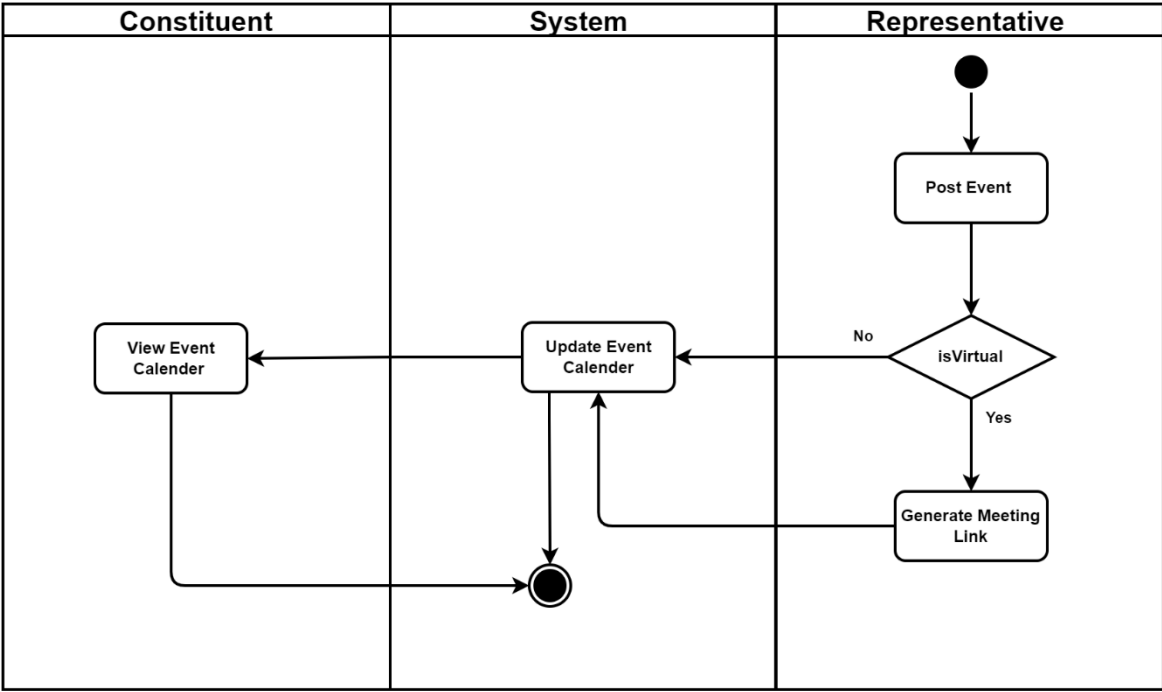 Constituent
System
Representative
Post Event
View Event
Calender
Update Event
Calender
No
isVirtual
Yes
Generate Meeting
Link